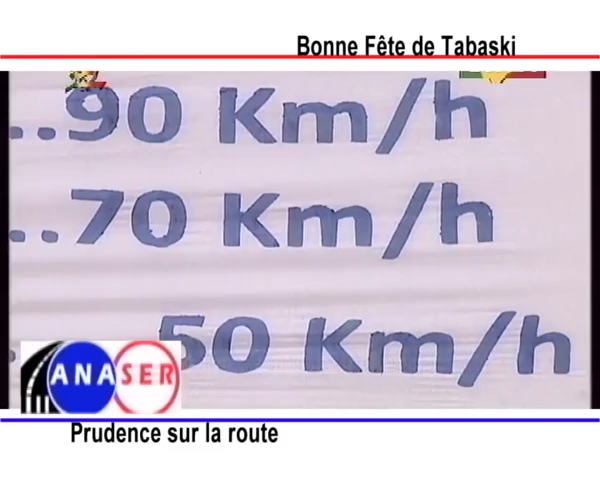 Bonne Fête de Tabaski
..90 Km/h
..70 Km/h
. 50 Km/h
ANASER
Prudence sur la route